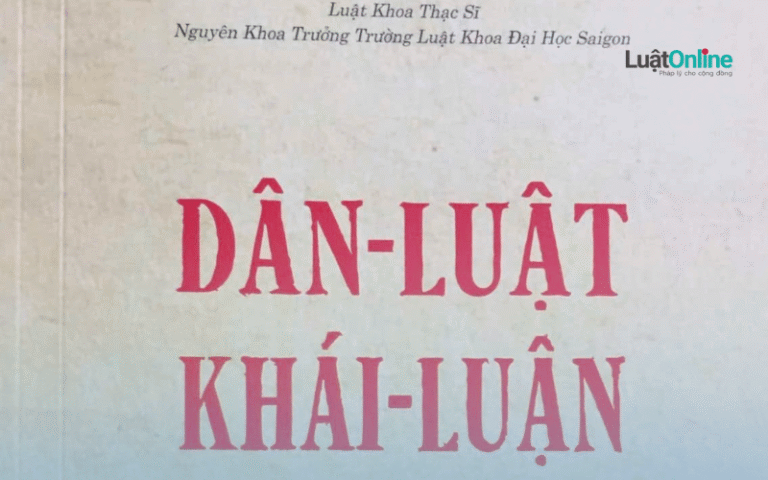 Luật Khoa Thạc Sĩ
Nguyên Khoa Trưởng Trường Luật Khoa Đại Học Saigon
LuậtOnline
Pháp lý cho cộng đồng
DÂN-LUẬT
KHÁI-LUẬN